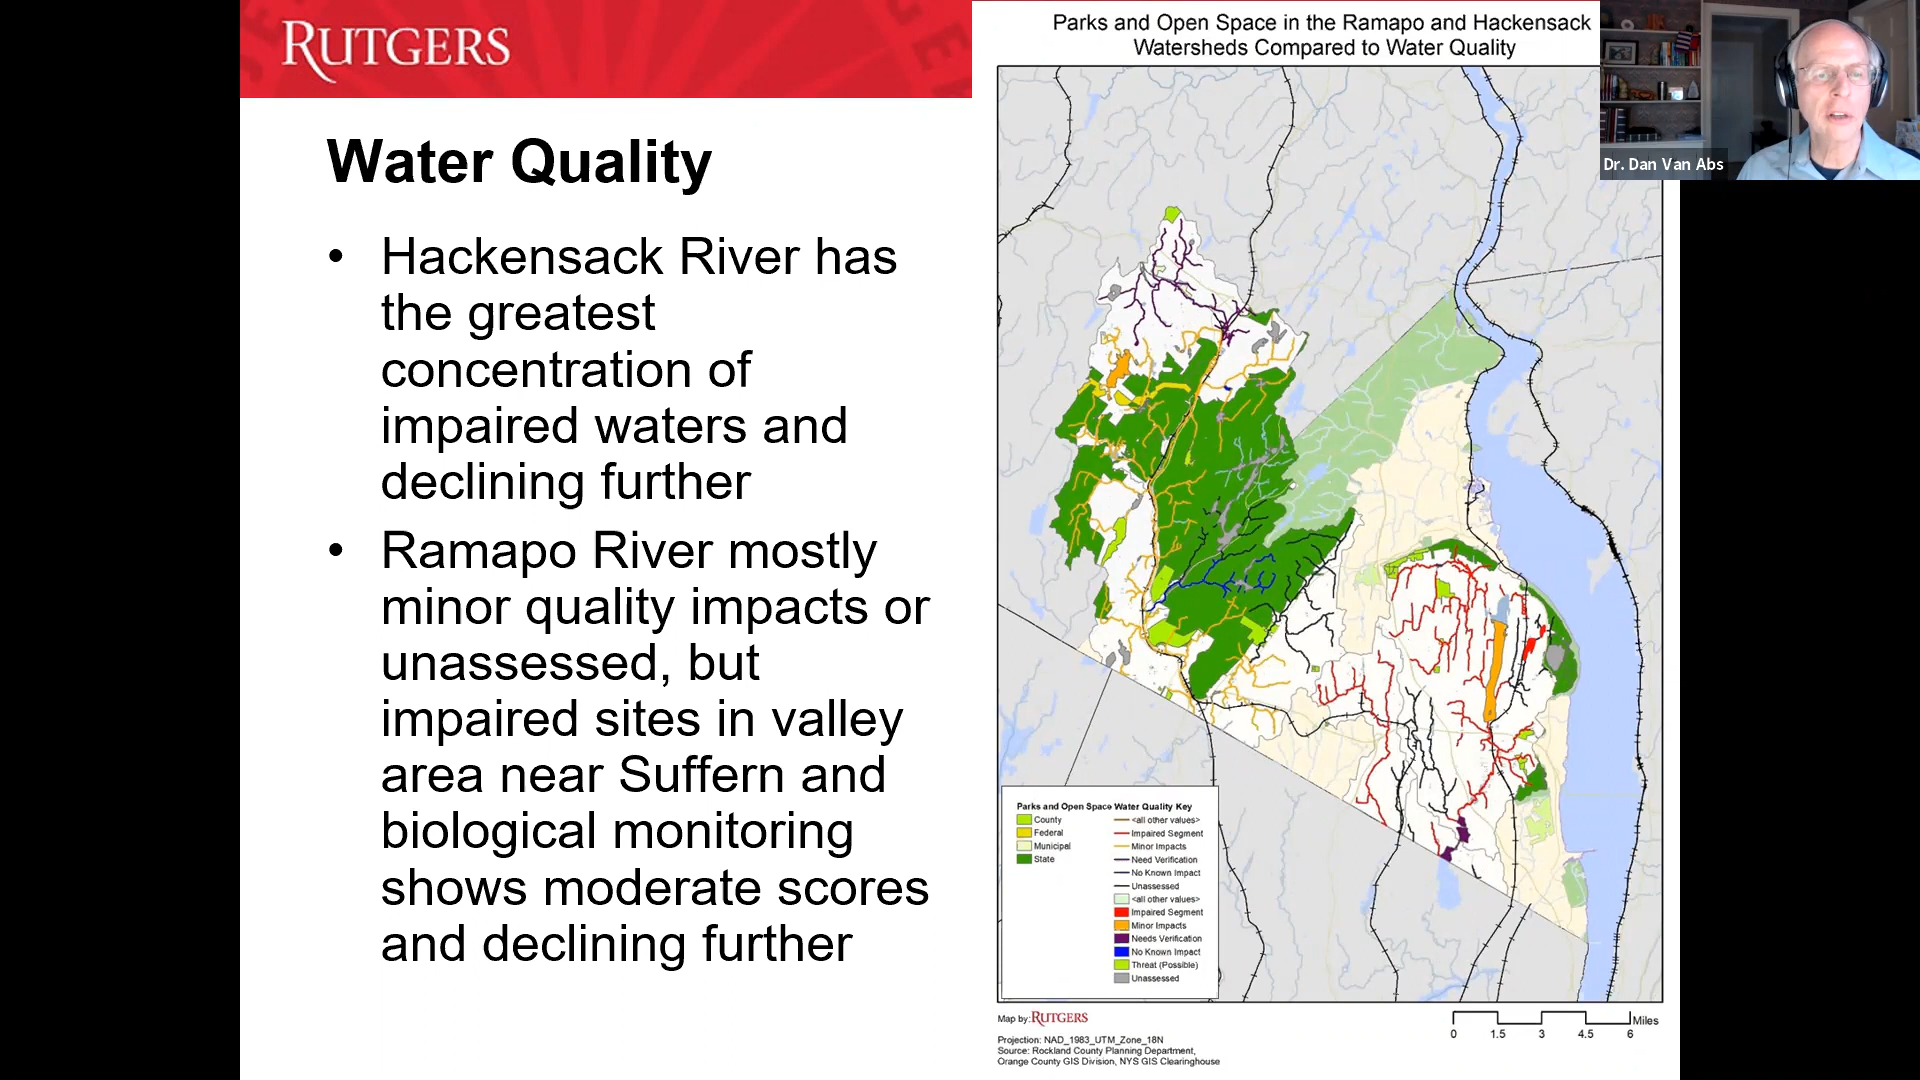 RUTGERS
Water Quality
• Hackensack River has
the greatest
concentration of
impaired waters and
declining further
• Ramapo River mostly
minor quality impacts or
unassessed, but
impaired sites in valley
area near Suffern and
biological monitoring
shows moderate scores
and declining further
Parks and Open Space in the Ramapo and Hackensack
Watersheds Compared to Water Quality
Dr. Dan Van Abs
Parks and Open Space
County
Federal
Municipal
State
Water Quality Key
<all other values>
Impaired Segment
Minor Impacts
Need Verification
No Known Impact
Unassessed
<all other values>
Impaired Segment
Minor Impacts
Needs Verification
No Known Impact
Threat (Possible)
Unassessed
Map by: RUTGERS
Projection: NAD_1983_UTM_Zone_18N
Source: Rockland County Planning Department,
Orange County GIS Division, NYS GIS Clearinghouse
Miles
0 1.5 3 4.5 6